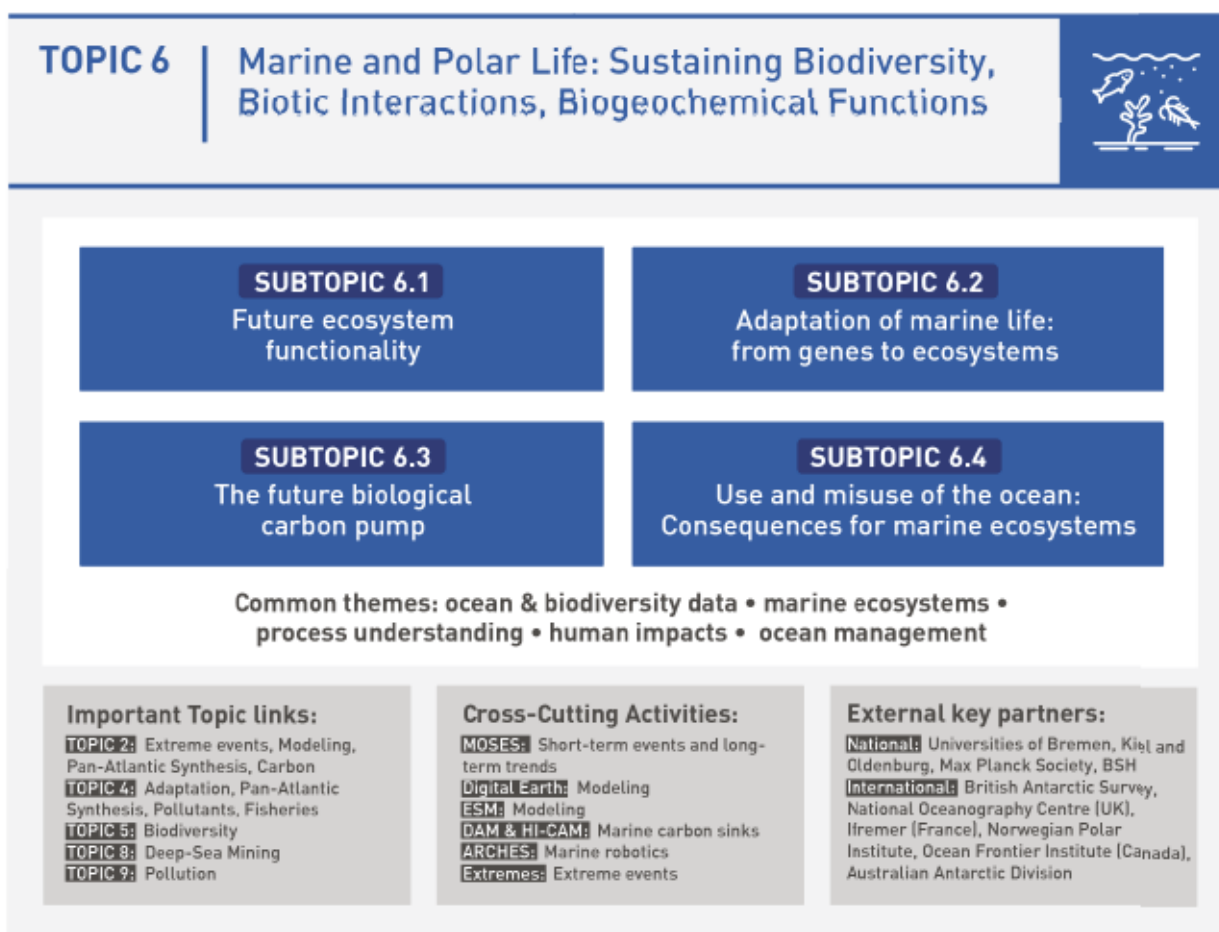 TOPIC 6
Marine and Polar Life: Sustaining Biodiversity,
Biotic Interactions, Biogeochemical Functions
SUBTOPIC 6.1
Future ecosystem
functionality
SUBTOPIC 6.2
Adaptation of marine life:
from genes to ecosystems
SUBTOPIC 6.3
The future biological
carbon pump
SUBTOPIC 6.4
Use and misuse of the ocean:
Consequences for marine ecosystems
Common themes: ocean & biodiversity data • marine ecosystems •
process understanding • human impacts • ocean management
Important Topic links:
TOPIC 2: Extreme events, Modeling,
Pan-Atlantic Synthesis, Carbon
TOPIC 4: Adaptation, Pan-Atlantic
Synthesis, Pollutants, Fisheries
TOPIC 5: Biodiversity
TOPIC 8: Deep-Sea Mining
TOPIC 9: Pollution
Cross-Cutting Activities:
MOSES: Short-term events and long-
term trends
Digital Earth: Modeling
ESM: Modeling
DAM & HI-CAM: Marine carbon sinks
ARCHES: Marine robotics
Extremes: Extreme events
External key partners:
National: Universities of Bremen, Kiel and
Oldenburg, Max Planck Society, BSH
International: British Antarctic Survey,
National Oceanography Centre (UK),
Ifremer (France), Norwegian Polar
Institute, Ocean Frontier Institute (Canada),
Australian Antarctic Division